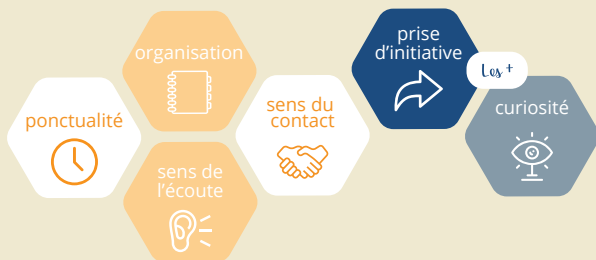 ponctualité
organisation
sens de
l'écoute
sens du
contact
prise
d'initiative
Les +
curiosité